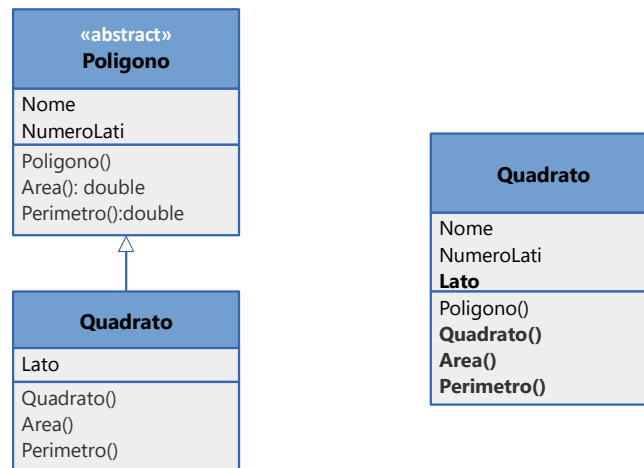 «abstract»
Poligono
Nome
NumeroLati
Poligono()
Area(): double
Perimetro():double
Quadrato
Lato
Quadrato()
Area()
Perimetro()
Quadrato
Nome
NumeroLati
Lato
Poligono()
Quadrato()
Area()
Perimetro()